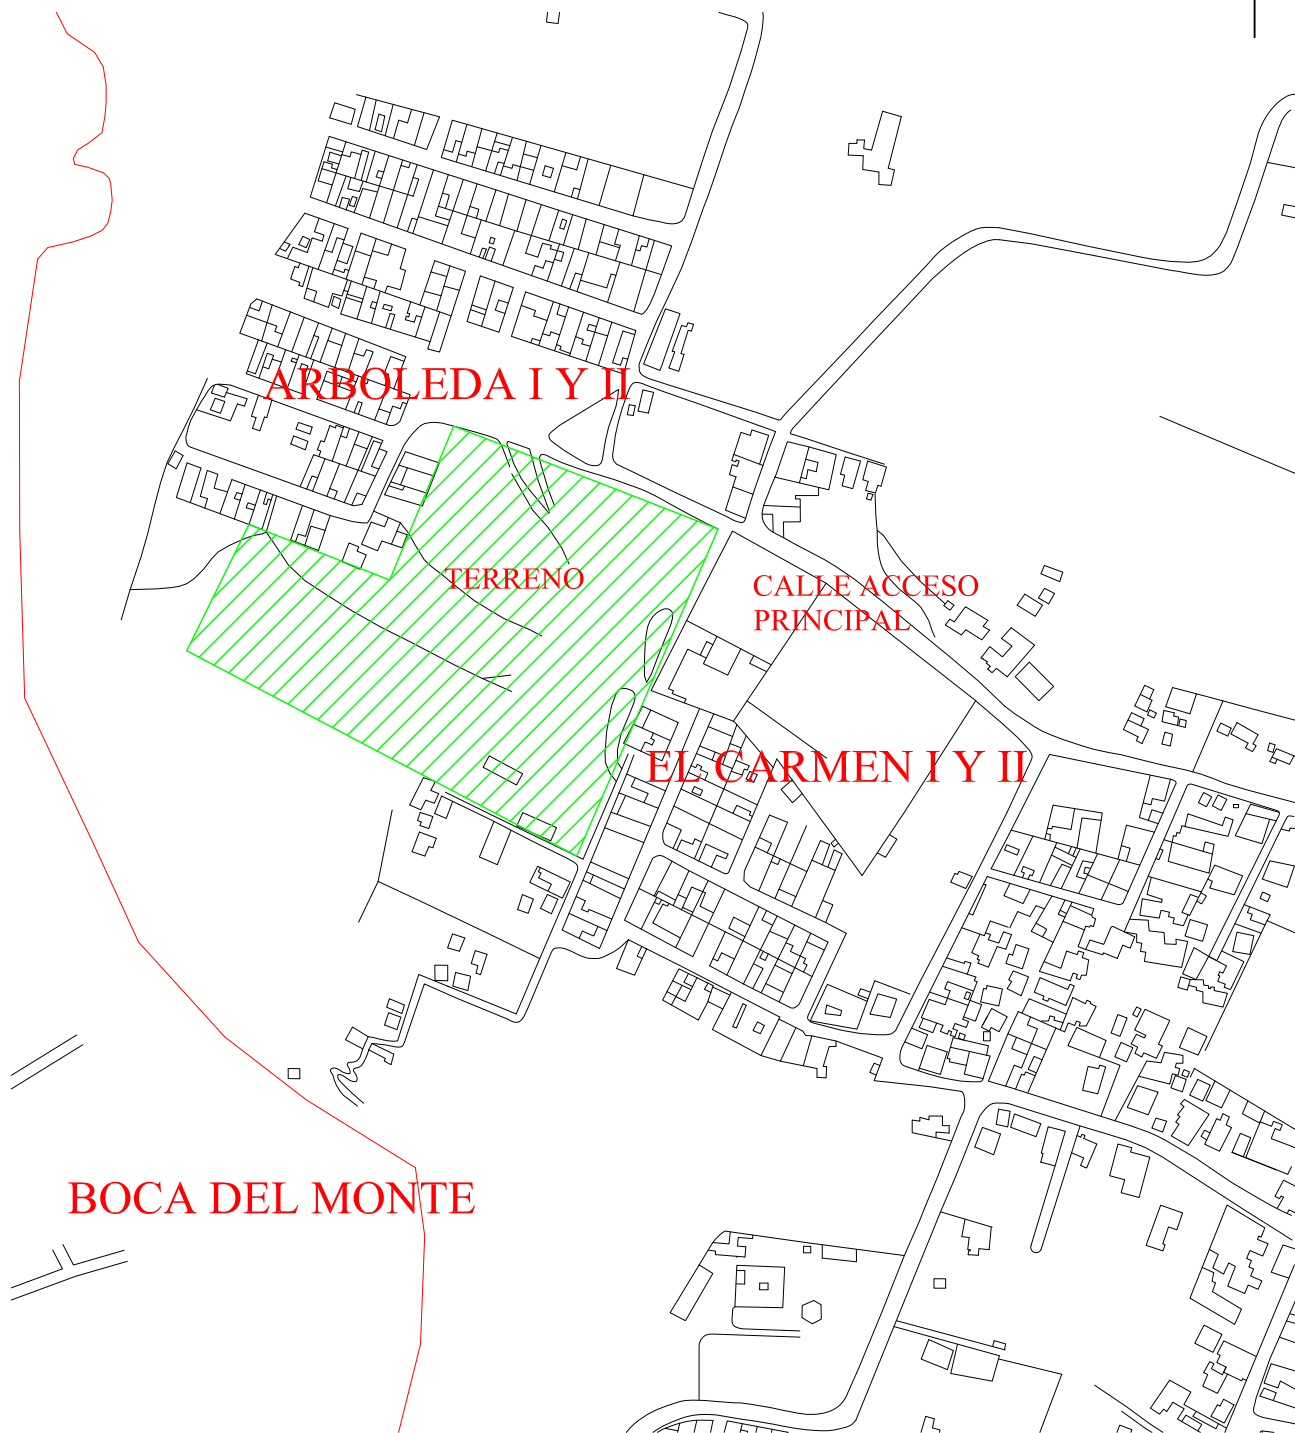 ARBOLEDA I Y II
TERRENO
CALLE ACCESO
PRINCIPAL
EL CARMEN I Y II
BOCA DEL MONTE